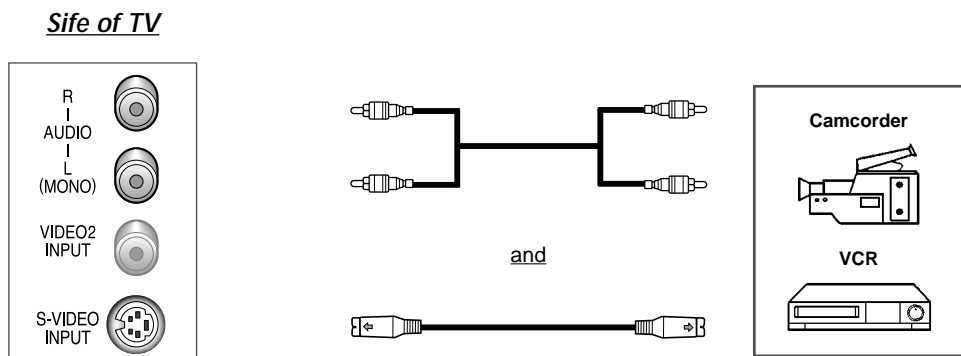 Sife of TV
R
AUDIO
L
(MONO)
VIDEO2
INPUT
S-VIDEO
INPUT
and
Camcorder
VCR